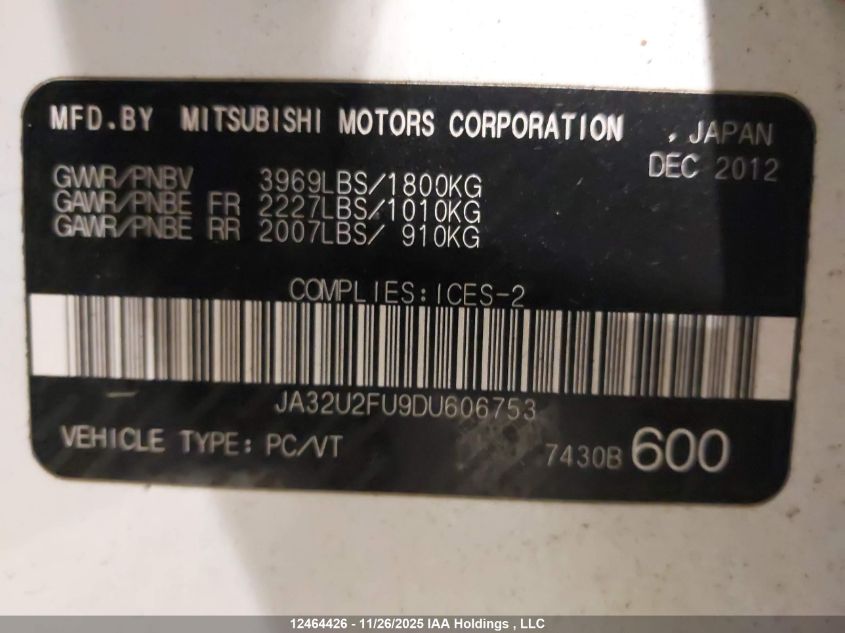 MFD.BY MITSUBISHI MOTORS CORPORATION , JAPAN
DEC 2012
GVWR/PNBV 3969LBS/1800KG
GAWR/PNBE FR 2227LBS/1010KG
GAWR/PNBE RR 2007LBS/ 910KG
COMPLIES:ICES-2
JA32U2FU9DU606753
VEHICLE TYPE: PC/VT 7430B 600
12464426 - 11/26/2025 IAA Holdings , LLC